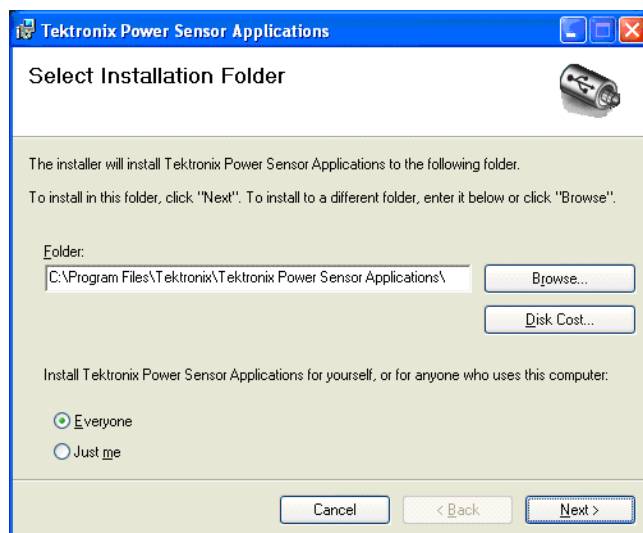 Tektronix Power Sensor Applications
Select Installation Folder
The installer will install Tektronix Power Sensor Applications to the following folder.
To install in this folder, click "Next". To install to a different folder, enter it below or click "Browse".
Folder:
C:\Program Files\Tektronix\Tektronix Power Sensor Applications\
Browse...
Disk Cost...
Install Tektronix Power Sensor Applications for yourself, or for anyone who uses this computer:
Everyone
Just me
Cancel
< Back
Next >